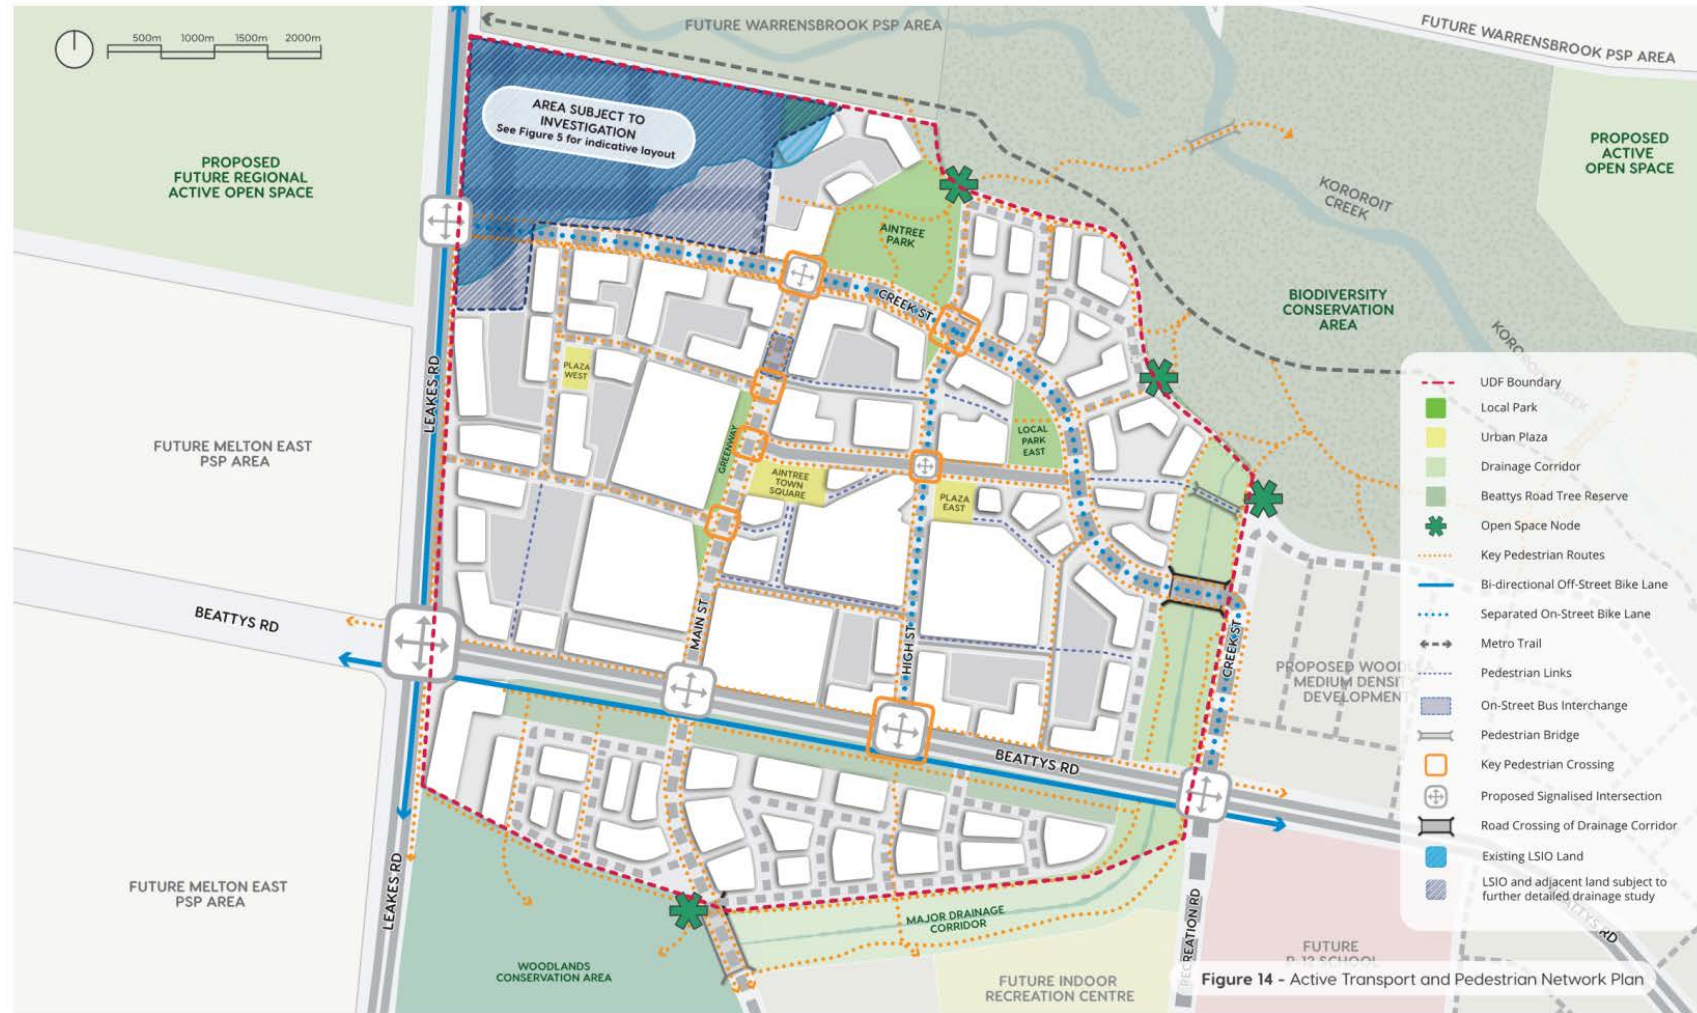 500m 1000m 1500m 2000m
FUTURE WARRENSBROOK PSP AREA
FUTURE WARRENSBROOK PSP AREA
AREA SUBJECT TO
INVESTIGATION
See Figure 5 for indicative layout
PROPOSED
FUTURE REGIONAL
ACTIVE OPEN SPACE
PROPOSED
ACTIVE
OPEN SPACE
KOROROIT
CREEK
AINTREE
PARK
BIODIVERSITY
CONSERVATION
AREA
CREEK ST
LEAKES RD
PLAZA
WEST
GREENWAY
LOCAL
PARK
EAST
AINTREE
TOWN
SQUARE
PLAZA
EAST
FUTURE MELTON EAST
PSP AREA
BEATTYS RD
MAIN ST
HIGH ST
CREEK ST
PROPOSED
MEDIUM DENSITY
DEVELOPMENT
BEATTYS RD
FUTURE MELTON EAST
PSP AREA
LEAKES RD
WOODLANDS
CONSERVATION AREA
MAJOR DRAINAGE
CORRIDOR
FUTURE INDOOR
RECREATION CENTRE
RECREATION RD
FUTURE
P-12 SCHOOL
UDF Boundary
Local Park
Urban Plaza
Drainage Corridor
Beattys Road Tree Reserve
Open Space Node
Key Pedestrian Routes
Bi-directional Off-Street Bike Lane
Separated On-Street Bike Lane
Metro Trail
Pedestrian Links
On-Street Bus Interchange
Pedestrian Bridge
Key Pedestrian Crossing
Proposed Signalised Intersection
Road Crossing of Drainage Corridor
Existing LSIO Land
LSIO and adjacent land subject to
further detailed drainage study
Figure 14 - Active Transport and Pedestrian Network Plan